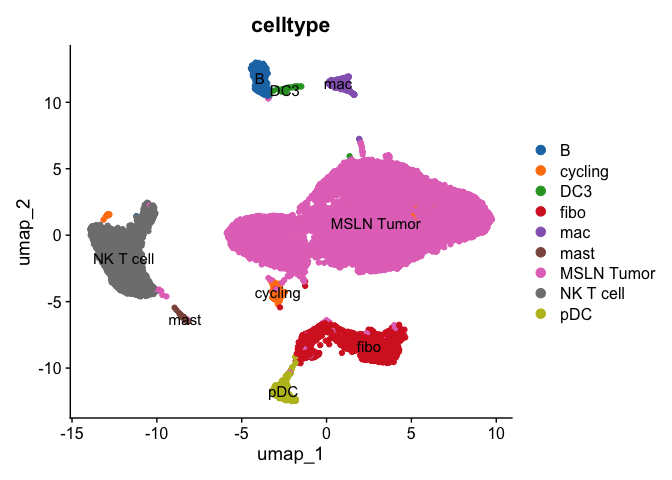 celltype
umap_2
10
5
0
-5
-10
-15
-10
-5
0
5
10
umap_1
B
DC3
mac
MSLN Tumor
NK T cell
cycling
mast
fibo
pDC
B
cycling
DC3
fibo
mac
mast
MSLN Tumor
NK T cell
pDC